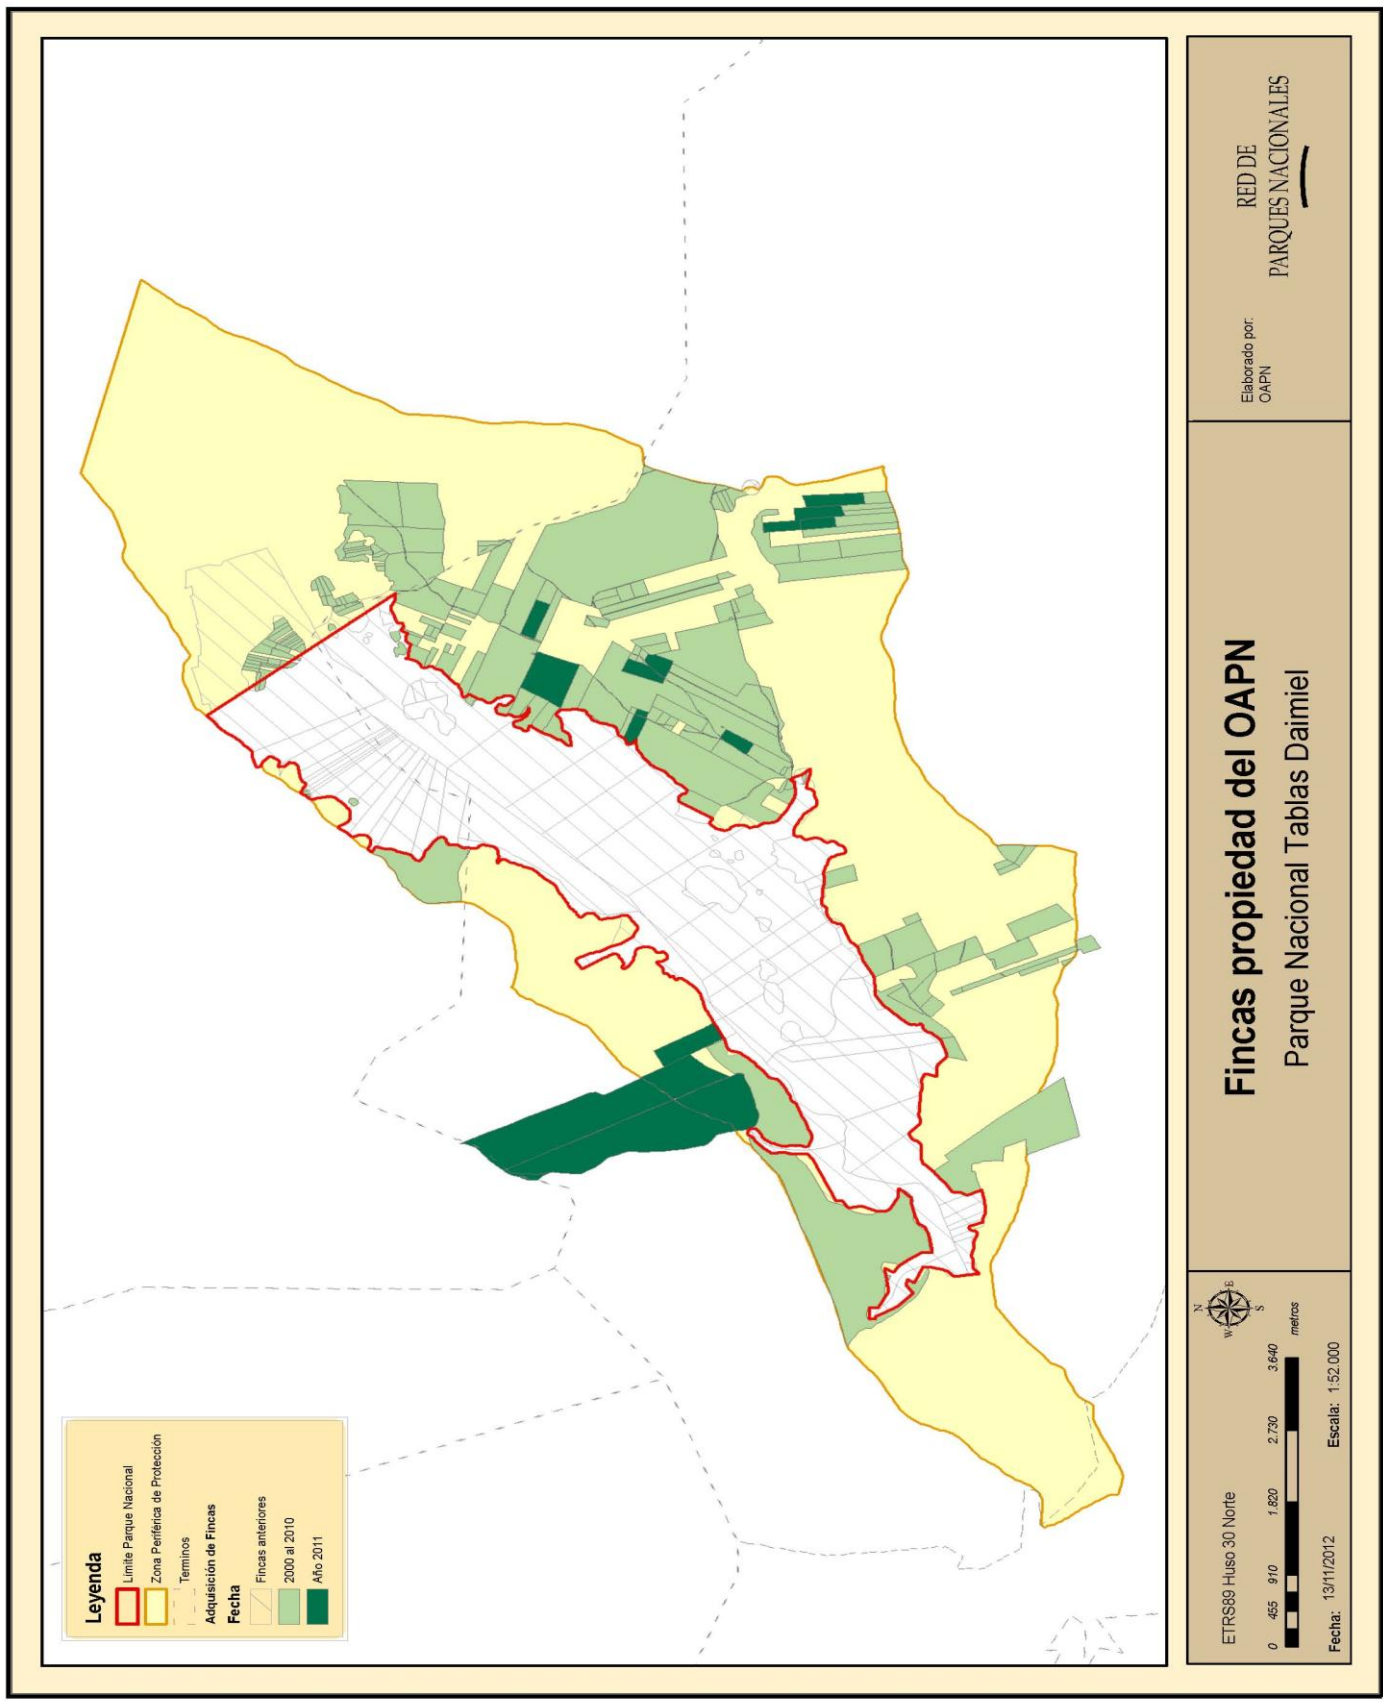 Leyenda
Límite Parque Nacional
Zona Periférica de Protección
Terminos
Adquisición de Fincas
Fecha
Fincas anteriores
2000 al 2010
Año 2011
ETRS89 Huso 30 Norte
0 455 910 1.820 2.730 3.640
metros
Fecha: 13/11/2012 Escala: 1:52.000
N
W E
S
Fincas propiedad del OAPN
Parque Nacional Tablas Daimiel
Elaborado por:
OAPN
RED DE
PARQUES NACIONALES